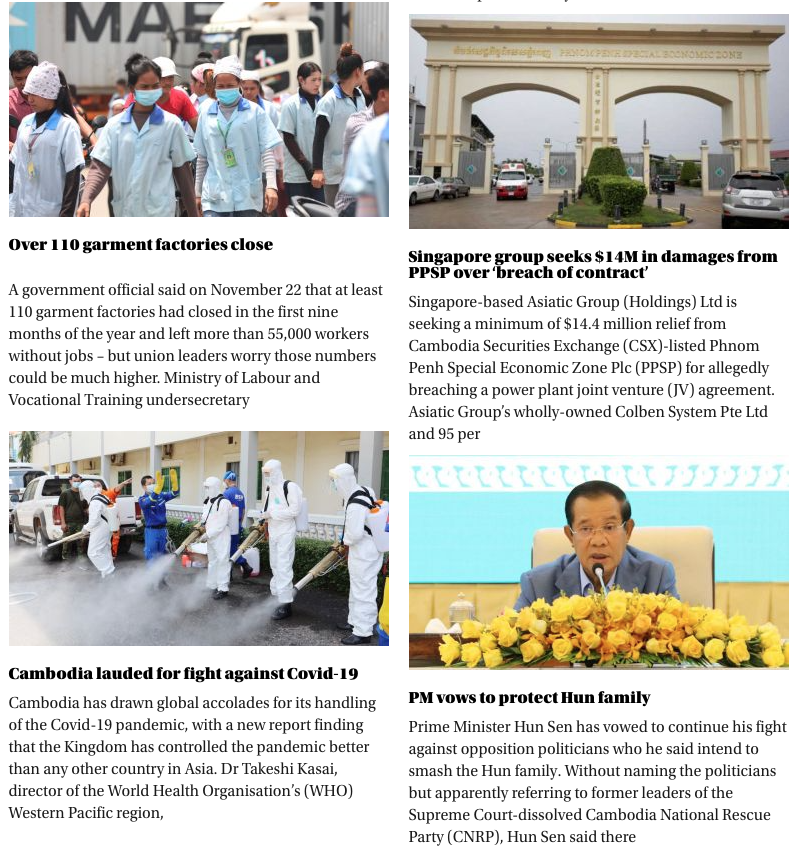 MAERSK
Over 110 garment factories close
A government official said on November 22 that at least
110 garment factories had closed in the first nine
months of the year and left more than 55,000 workers
without jobs – but union leaders worry those numbers
could be much higher. Ministry of Labour and
Vocational Training undersecretary
Cambodia lauded for fight against Covid-19
Cambodia has drawn global accolades for its handling
of the Covid-19 pandemic, with a new report finding
that the Kingdom has controlled the pandemic better
than any other country in Asia. Dr Takeshi Kasai,
director of the World Health Organisation's (WHO)
Western Pacific region,
PHNOM PENH SPECIAL ECONOMIC ZONE
Singapore group seeks $14M in damages from
PPSP over ‘breach of contract’
Singapore-based Asiatic Group (Holdings) Ltd is
seeking a minimum of $14.4 million relief from
Cambodia Securities Exchange (CSX)-listed Phnom
Penh Special Economic Zone Plc (PPSP) for allegedly
breaching a power plant joint venture (JV) agreement.
Asiatic Group's wholly-owned Colben System Pte Ltd
and 95 per
PM vows to protect Hun family
Prime Minister Hun Sen has vowed to continue his fight
against opposition politicians who he said intend to
smash the Hun family. Without naming the politicians
but apparently referring to former leaders of the
Supreme Court-dissolved Cambodia National Rescue
Party (CNRP), Hun Sen said there